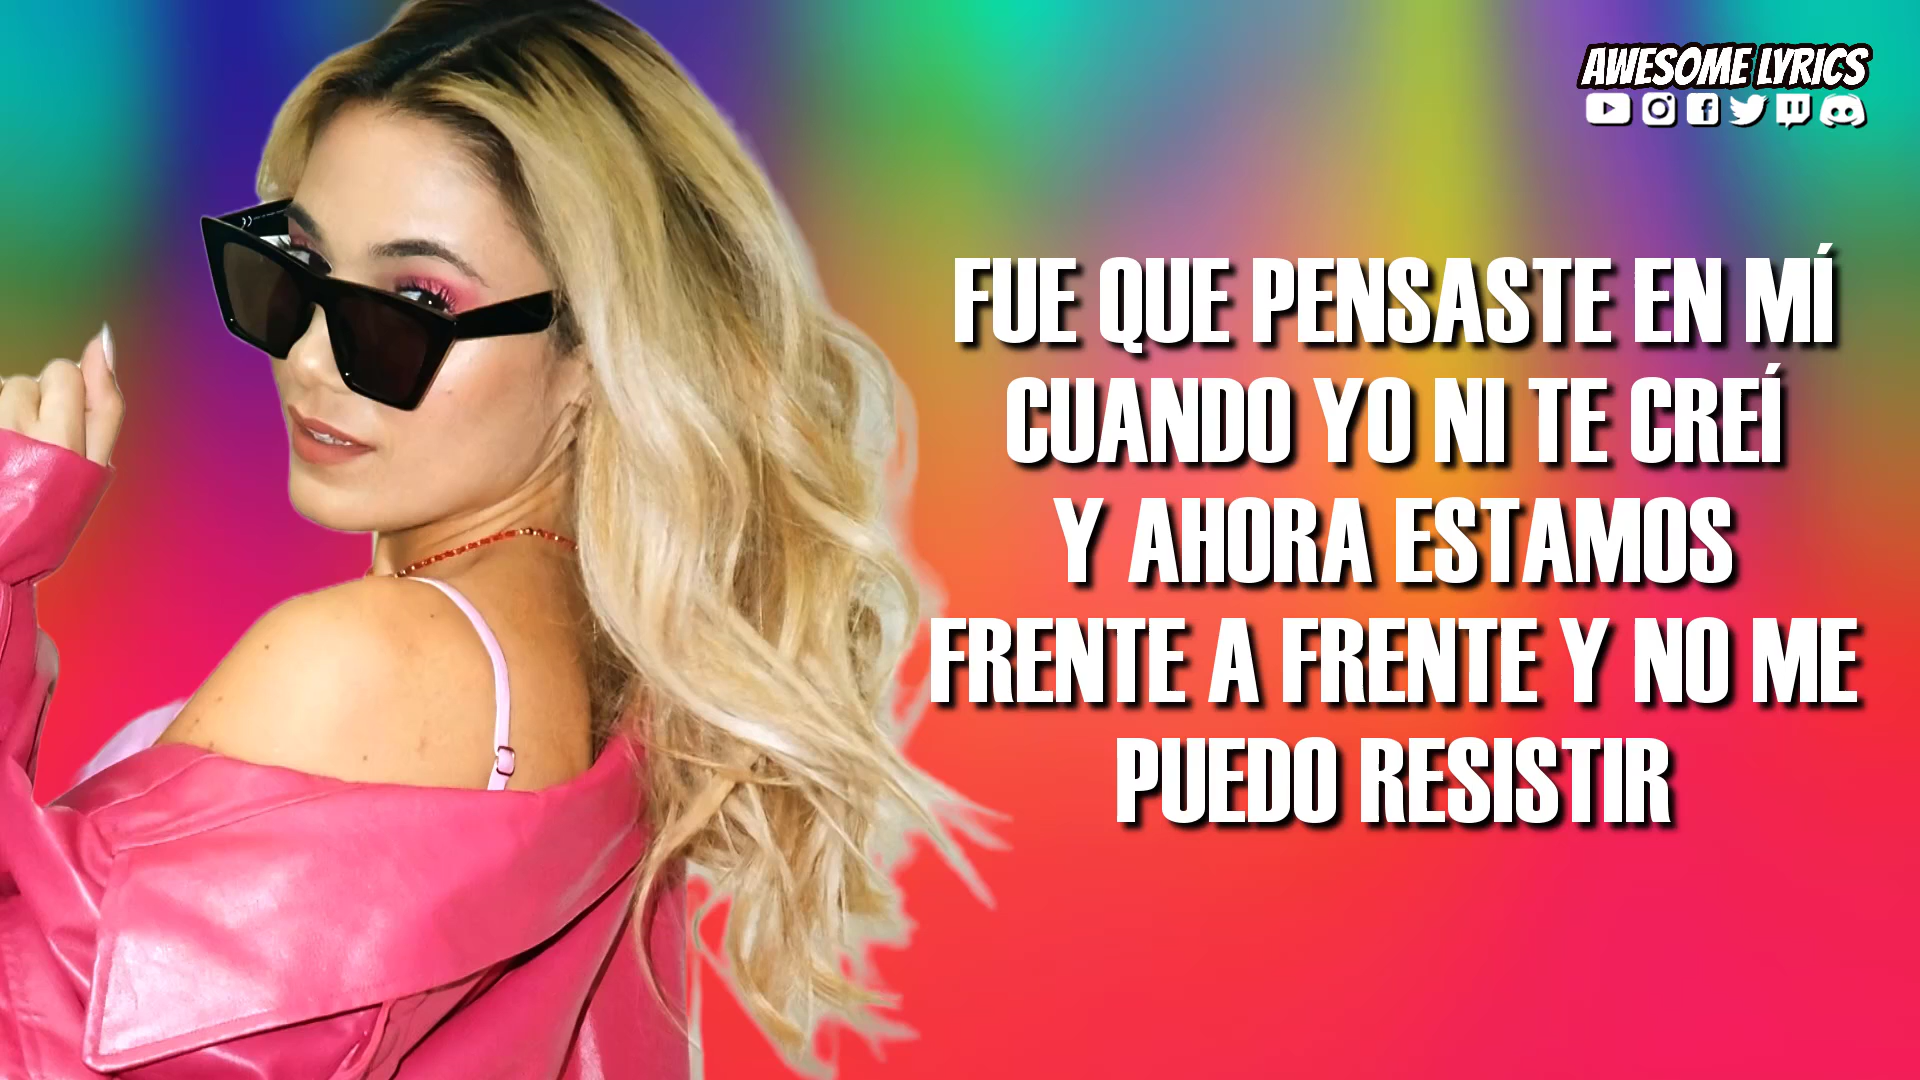 AWESOME LYRICS
FUE QUE PENSASTE EN MÍ
CUANDO YO NI TE CREÍ
Y AHORA ESTAMOS
FRENTE A FRENTE Y NO ME
PUEDO RESISTIR